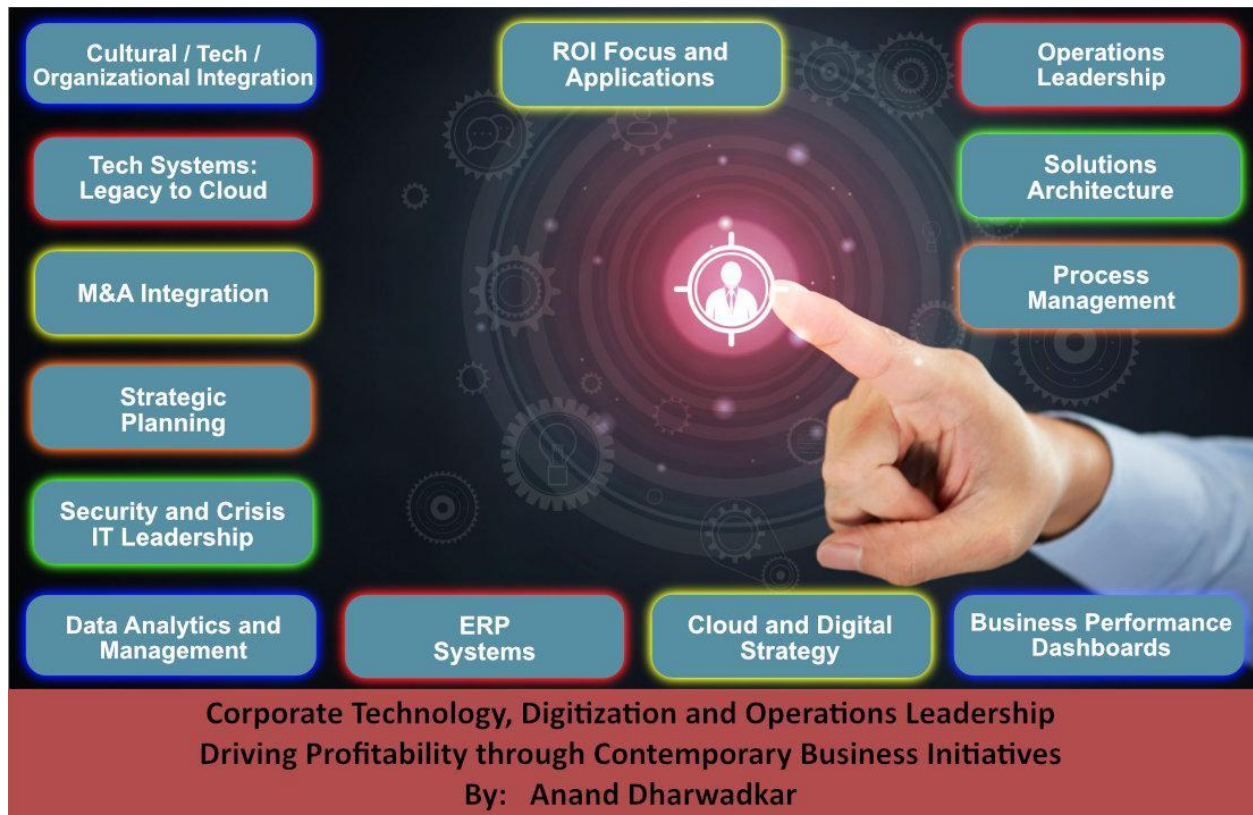 Cultural / Tech /
Organizational Integration
ROI Focus and
Applications
Operations
Leadership
Tech Systems:
Legacy to Cloud
Solutions
Architecture
M&A Integration
Process
Management
Strategic
Planning
Security and Crisis
IT Leadership
Data Analytics and
Management
ERP
Systems
Cloud and Digital
Strategy
Business Performance
Dashboards
Corporate Technology, Digitization and Operations Leadership
Driving Profitability through Contemporary Business Initiatives
By: Anand Dharwadkar